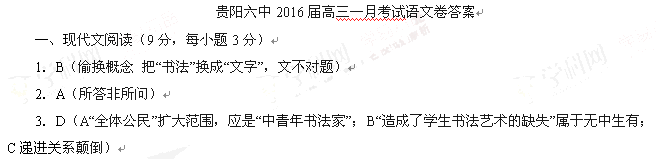 贵阳六中 2016 届高三一月考试语文卷答案
一、现代文阅读（9分，每小题 3 分）
1．B（偷换概念 把“书法”换成“文字”，文不对题）
2．A（所答非所问）
3．D（A“全体公民”扩大范围，应是“中青年书法家”；B“造成了学生书法艺术的缺失”属于无中生有；
C 递进关系颠倒）